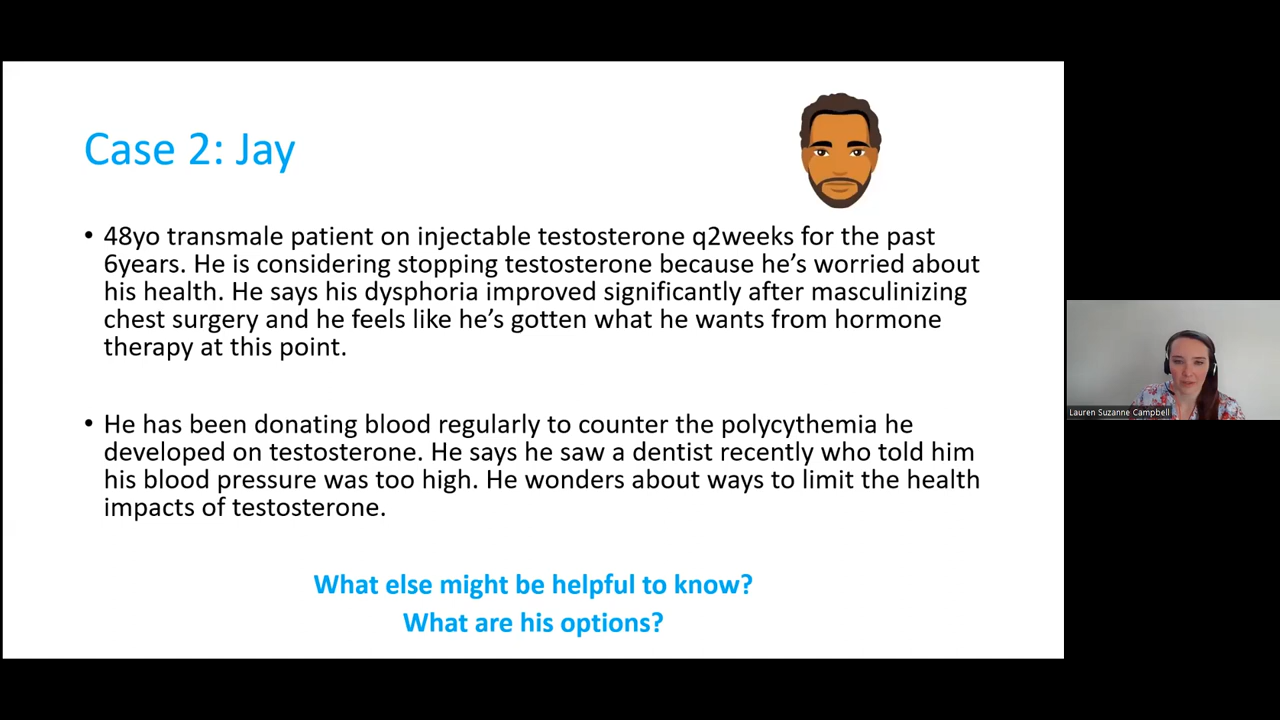 Case 2: Jay
• 48yo transmale patient on injectable testosterone q2weeks for the past
6years. He is considering stopping testosterone because he's worried about
his health. He says his dysphoria improved significantly after masculinizing
chest surgery and he feels like he's gotten what he wants from hormone
therapy at this point.
• He has been donating blood regularly to counter the polycythemia he
developed on testosterone. He says he saw a dentist recently who told him
his blood pressure was too high. He wonders about ways to limit the health
impacts of testosterone.
What else might be helpful to know?
What are his options?
Lauren Suzanne Campbell